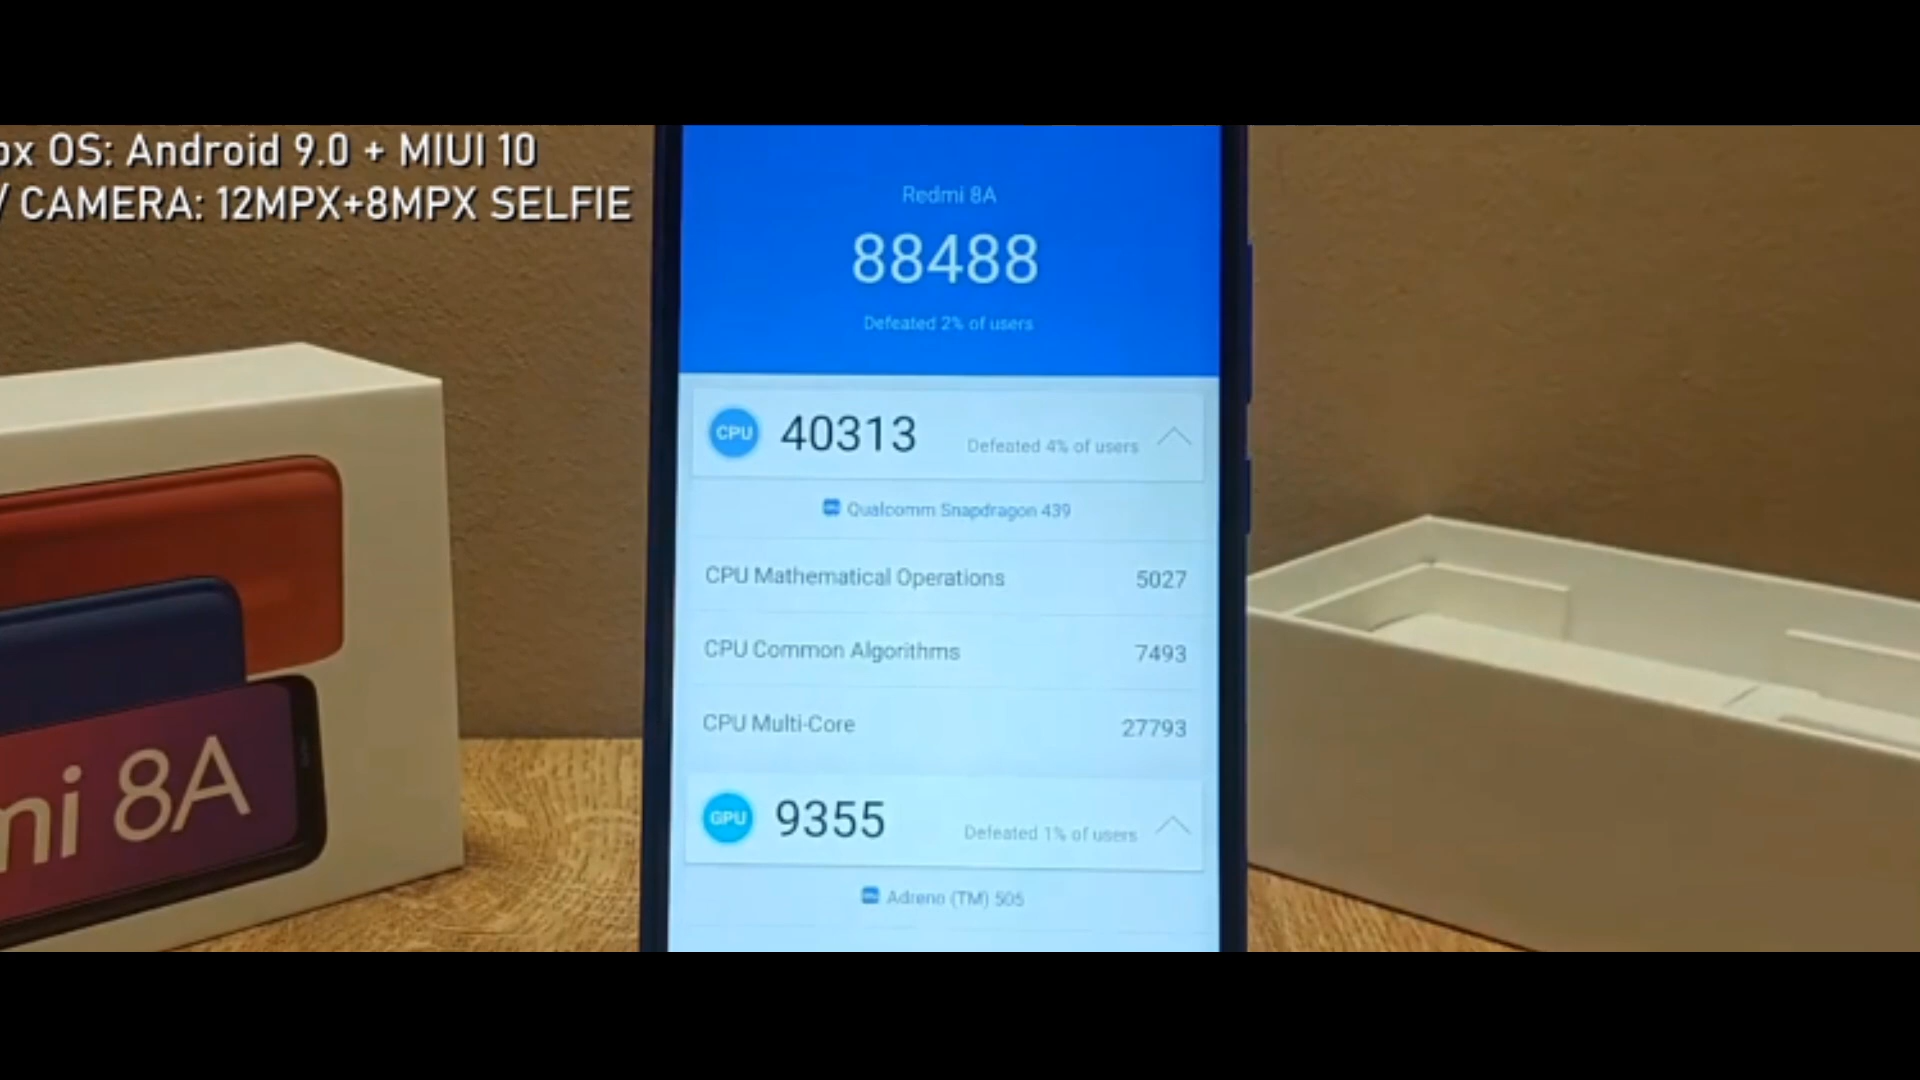 OS: Android 9.0 + MIUI 10
/ CAMERA: 12MPX+8MPX SELFIE
Redmi 8A
88488
Defeated 2% of users
CPU 40313 Defeated 4% of users
Qualcomm Snapdragon 439
CPU Mathematical Operations 5027
CPU Common Algorithms 7493
CPU Multi-Core 27793
GPU 9355 Defeated 1% of users
Adreno (TM) 505
8A